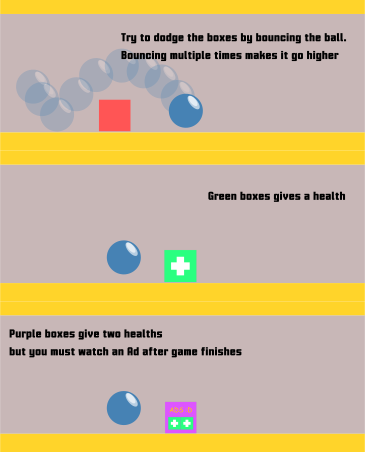 Try to dodge the boxes by bouncing the ball.
Bouncing multiple times makes it go higher
Green boxes gives a health
Purple boxes give two healths
but you must watch an Ad after game finishes